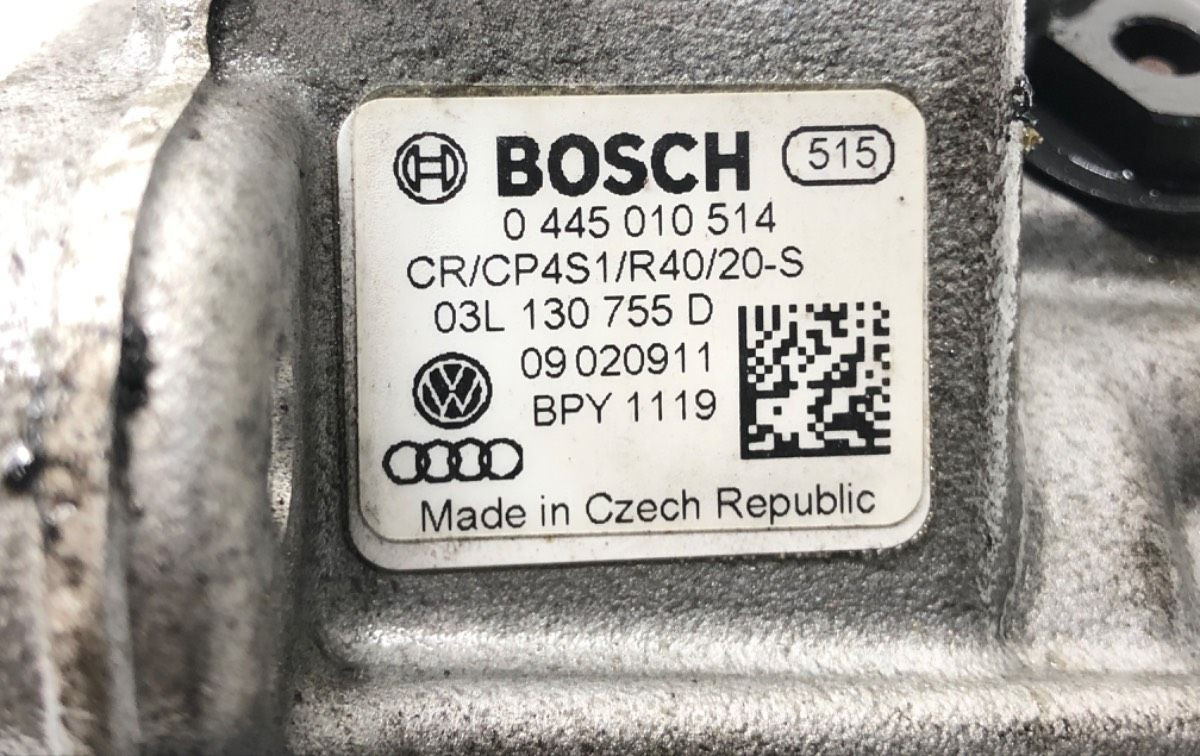 BOSCH 515
0 445 010 514
CR/CP4S1/R40/20-S
03L 130 755 D
09 020911
BPY 1119
Made in Czech Republic